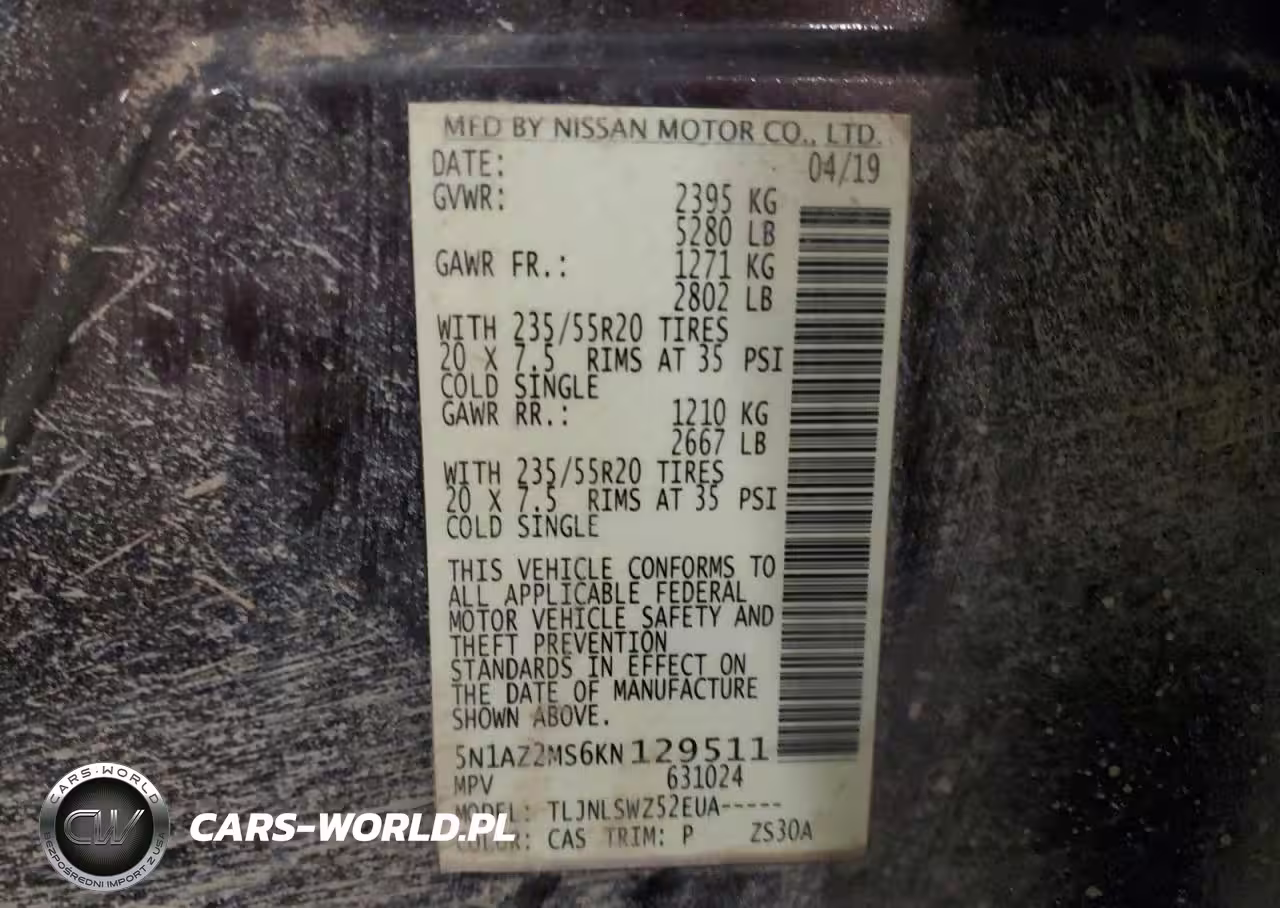 MFD BY NISSAN MOTOR CO., LTD.
DATE: 04/19
GVWR: 2395 KG
5280 LB
GAWR FR.: 1271 KG
2802 LB
WITH 235/55R20 TIRES
20 X 7.5 RIMS AT 35 PSI
COLD SINGLE
GAWR RR.: 1210 KG
2667 LB
WITH 235/55R20 TIRES
20 X 7.5 RIMS AT 35 PSI
COLD SINGLE
THIS VEHICLE CONFORMS TO
ALL APPLICABLE FEDERAL
MOTOR VEHICLE SAFETY AND
THEFT PREVENTION
STANDARDS IN EFFECT ON
THE DATE OF MANUFACTURE
SHOWN ABOVE.
5N1AZ2MS6KN129511
MPV 631024
MODEL: TLJNLSWZ52EUA-----
COLOR: CAS TRIM: P ZS30A
CARS-WORLD
CW
BEZPOŚREDNI IMPORT Z USA
CARS-WORLD.PL